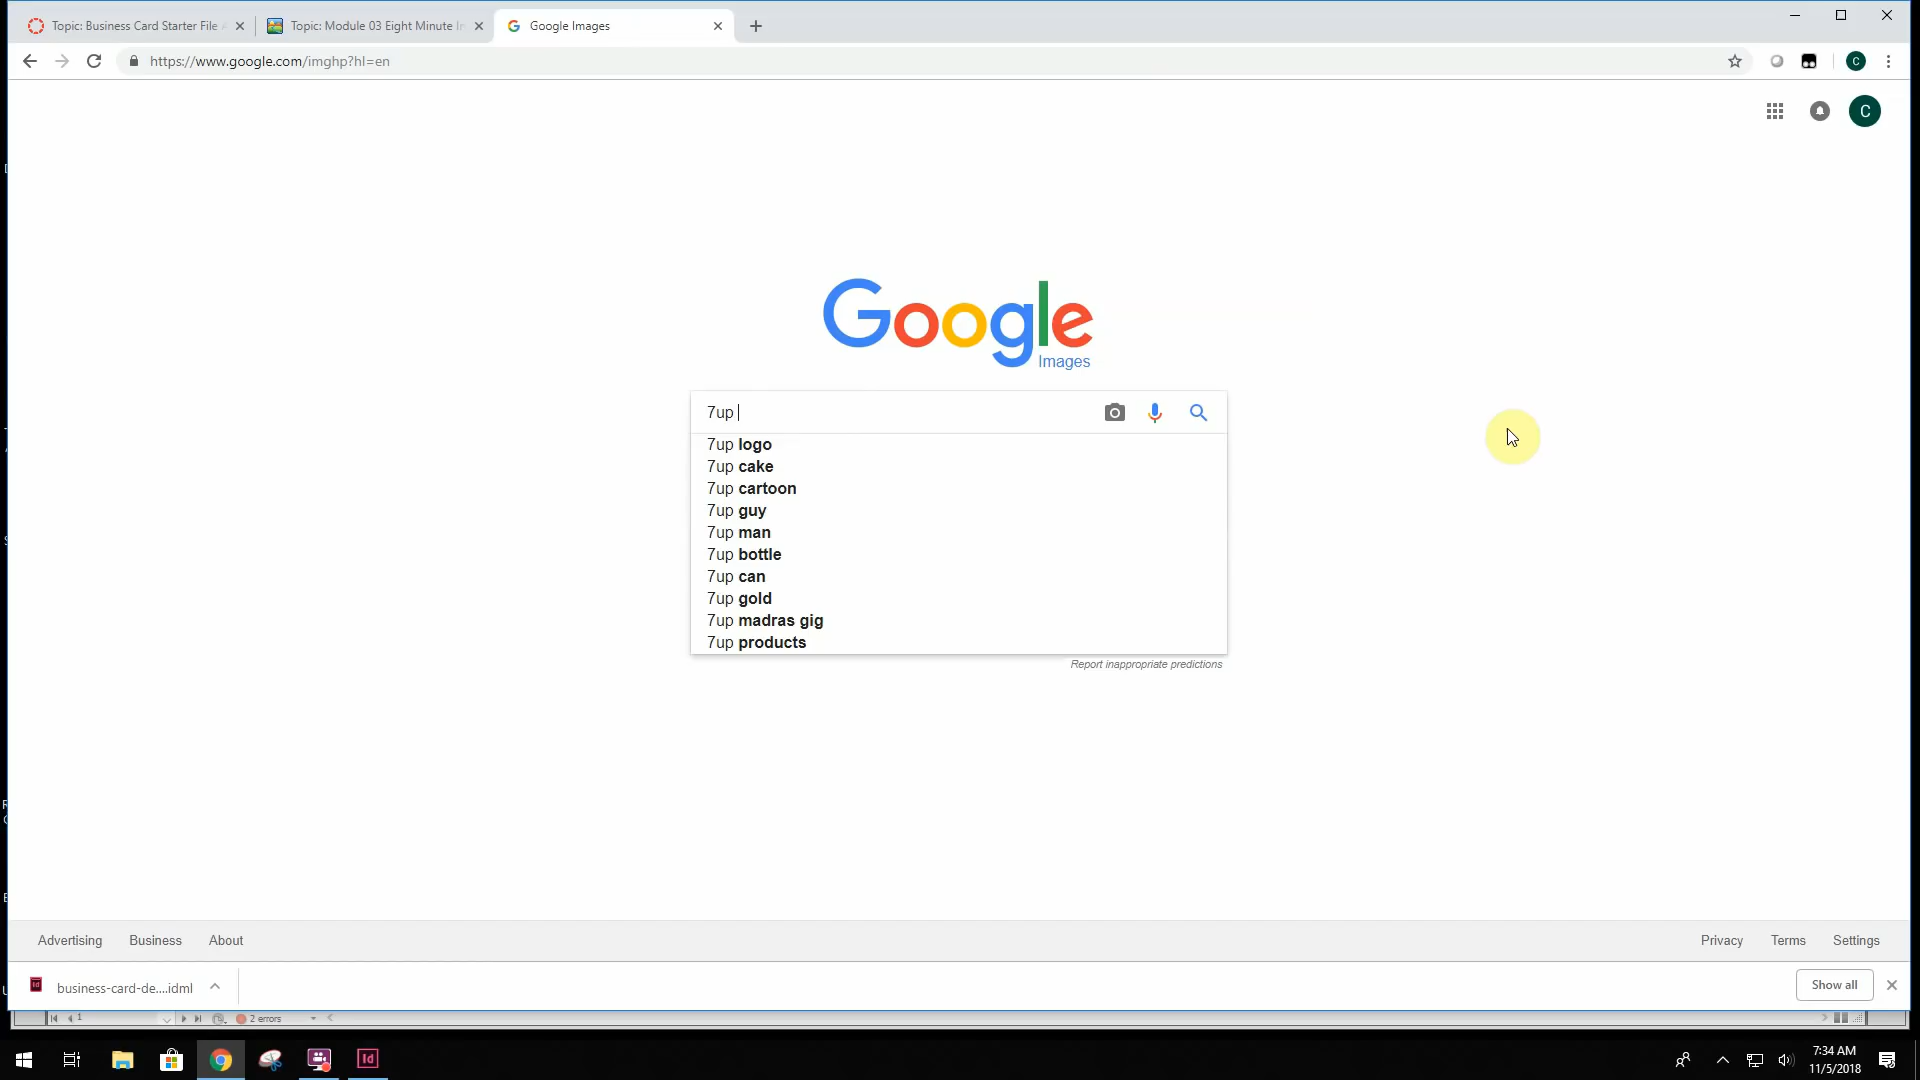 Topic: Business Card Starter File
Topic: Module 03 Eight Minute In
Google Images
https://www.google.com/imghp?hl=en
C
C
Google
Images
7up
7up logo
7up cake
7up cartoon
7up guy
7up man
7up bottle
7up can
7up gold
7up madras gig
7up products
Report inappropriate predictions
Advertising Business About
Privacy Terms Settings
business-card-de....idml
Show all
1
2 errors
Id
7:34 AM
11/5/2018